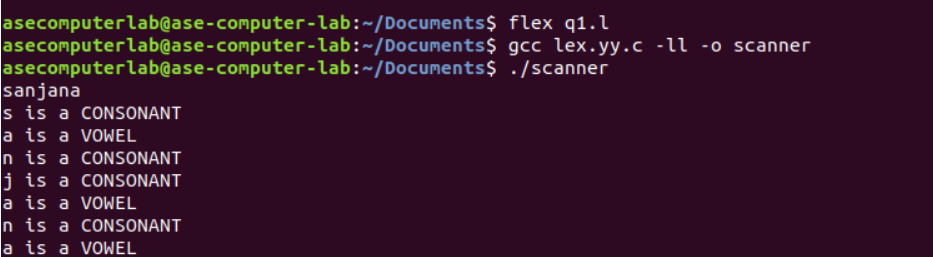 asecomputerlab@ase-computer-lab:~/Documents$ flex q1.l
asecomputerlab@ase-computer-lab:~/Documents$ gcc lex.yy.c -ll -o scanner
asecomputerlab@ase-computer-lab:~/Documents$ ./scanner
sanjana
s is a CONSONANT
a is a VOWEL
n is a CONSONANT
j is a CONSONANT
a is a VOWEL
n is a CONSONANT
a is a VOWEL